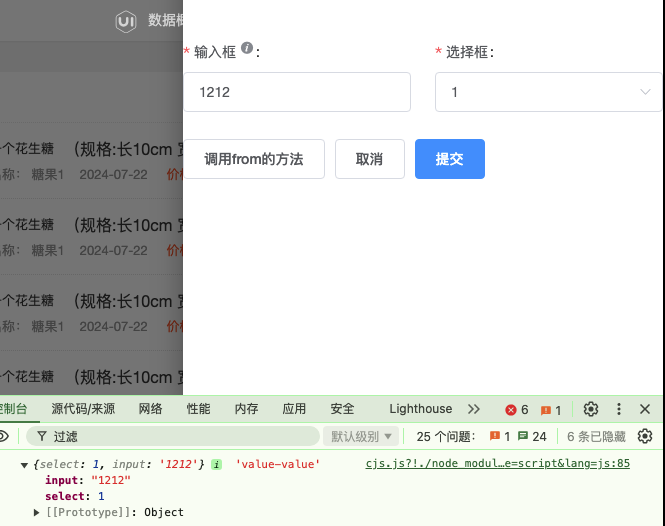 UI 数据框
* 输入框 i :
* 选择框:
1212
1
调用from的方法
取消
提交
个花生糖 (规格:长10cm 宽
名称: 糖果1 2024-07-22 价格
个花生糖 (规格:长10cm 宽
名称: 糖果1 2024-07-22 价格
个花生糖 (规格:长10cm 宽
名称: 糖果1 2024-07-22 价格
个花生糖 (规格:长10cm 宽
控制台 源代码/来源 网络 性能 内存 应用 安全 Lighthouse 6 1
过滤 默认级别 25 个问题: 1 24 6 条已隐藏
{select: 1, input: '1212'} i 'value-value' cjs.js?!./node_modul…e=script&lang=js:85
input: "1212"
select: 1
[[Prototype]]: Object